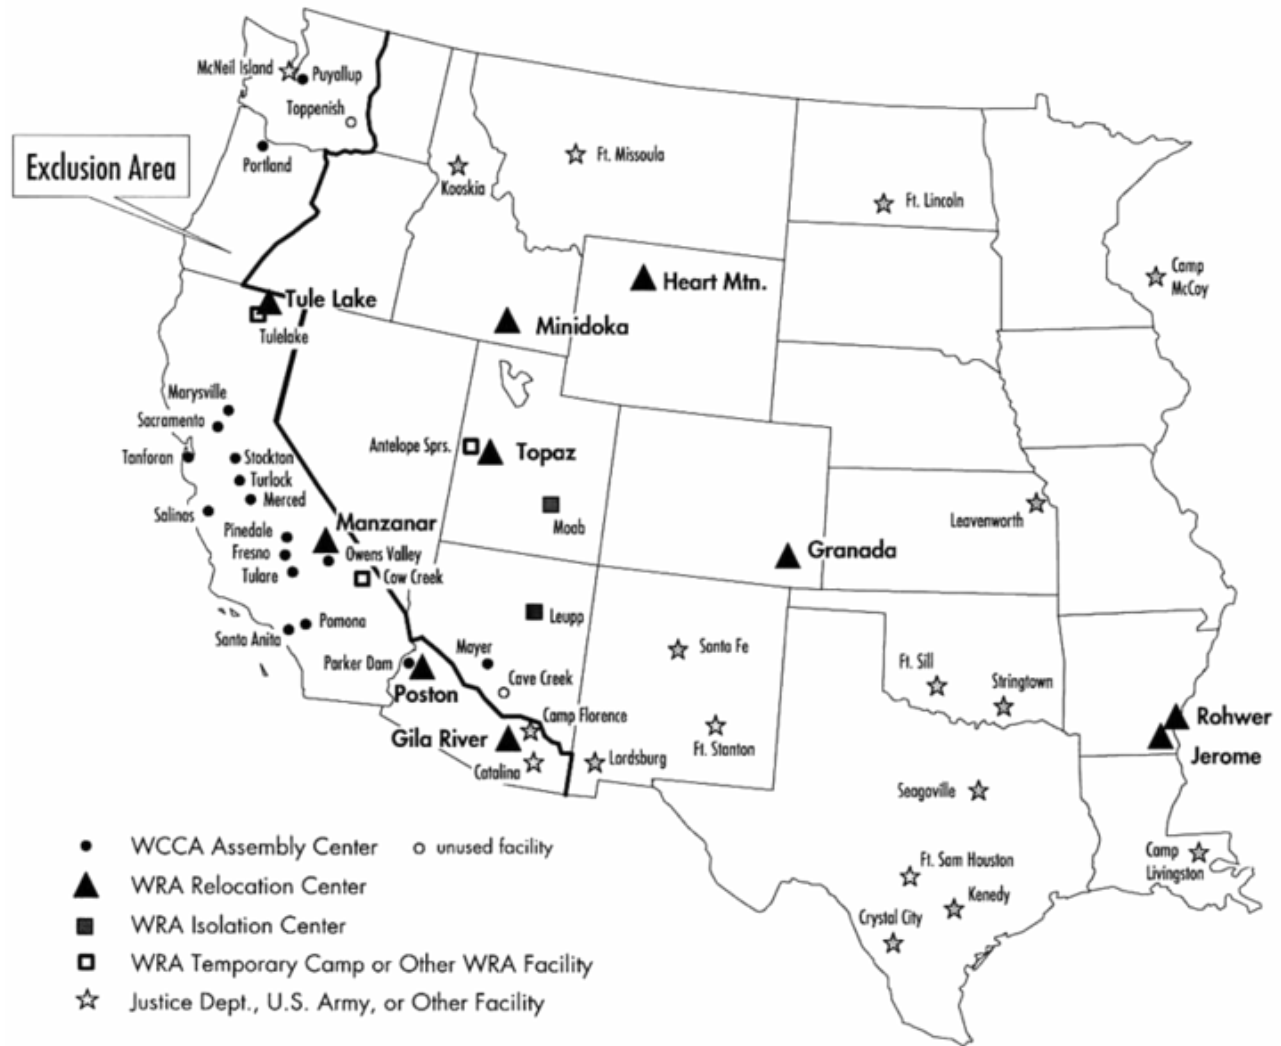 McNeil Island
Puyallup
Toppenish
Portland
Exclusion Area
Kooskia
Ft. Missoula
Ft. Lincoln
Camp
McCoy
Heart Mtn.
Tule Lake
Tulelake
Minidoka
Marysville
Sacramento
Tanforan
Stockton
Turlock
Merced
Salinas
Pinedale
Fresno
Tulare
Manzanar
Owens Valley
Cow Creek
Antelope Sprs.
Topaz
Moab
Leavenworth
Granada
Leupp
Pomona
Santa Anita
Parker Dam
Mayer
Cave Creek
Poston
Camp Florence
Gila River
Catalina
Santa Fe
Ft. Stanton
Lordsburg
Ft. Sill
Stringtown
Rohwer
Jerome
Seagoville
Ft. Sam Houston
Kenedy
Crystal City
Camp
Livingston
WCCA Assembly Center
unused facility
WRA Relocation Center
WRA Isolation Center
WRA Temporary Camp or Other WRA Facility
Justice Dept., U.S. Army, or Other Facility